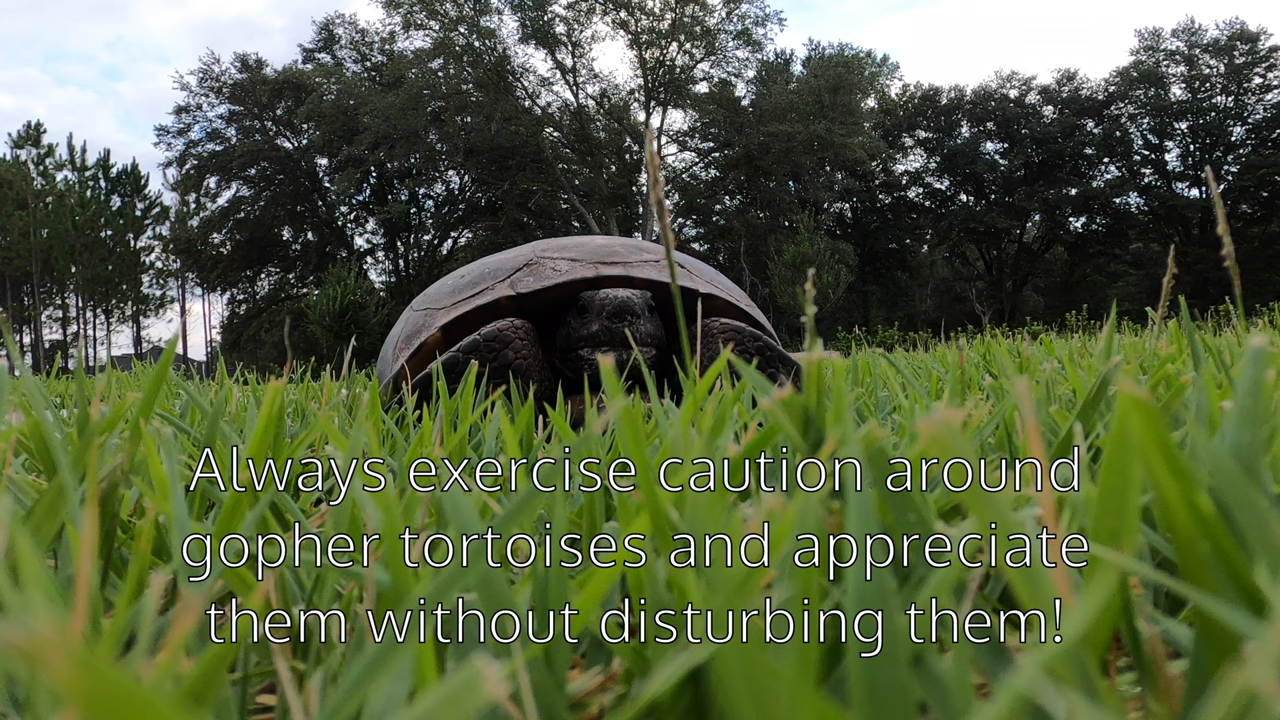 Always exercise caution around
gopher tortoises and appreciate
them without disturbing them!